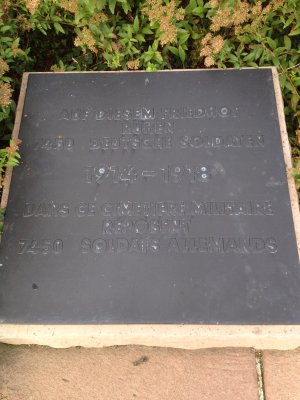 AUF DIESEM FRIEDHOF
RUHEN
7450 DEUTSCHE SOLDATEN
1914-1918
DANS CE CIMETIERE MILITAIRE
REPOSENT
7450 SOLDATS ALLEMANDS